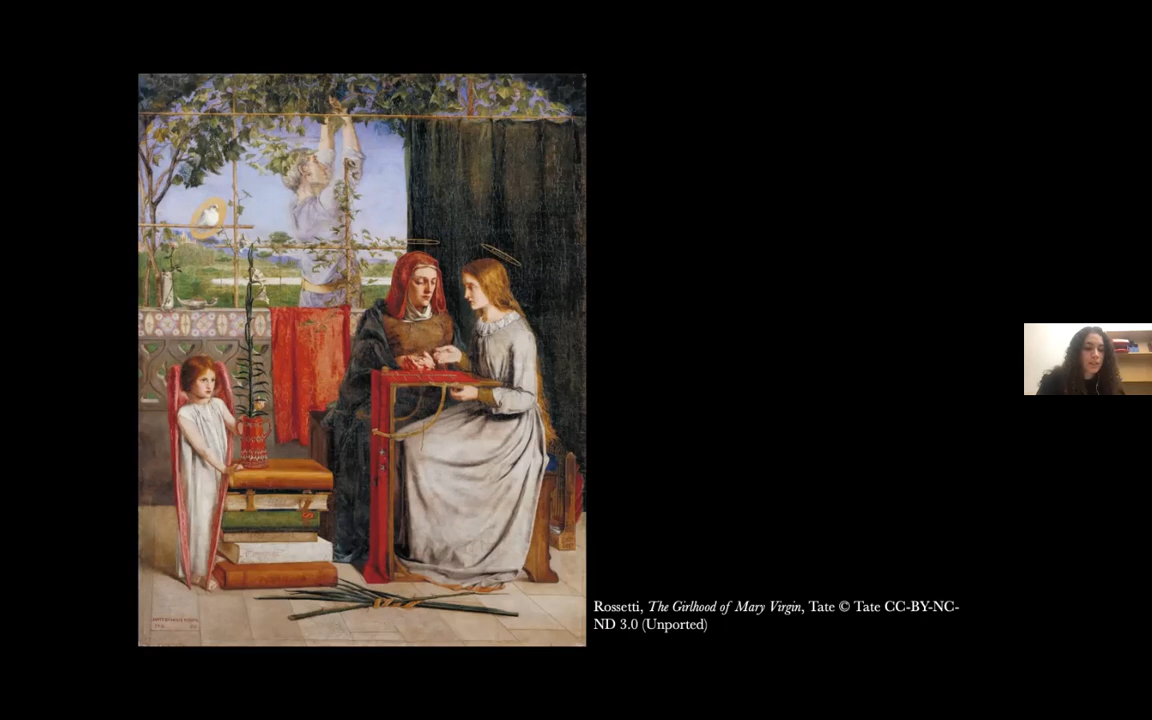 Rossetti, The Girlhood of Mary Virgin, Tate © Tate CC-BY-NC-
ND 3.0 (Unported)